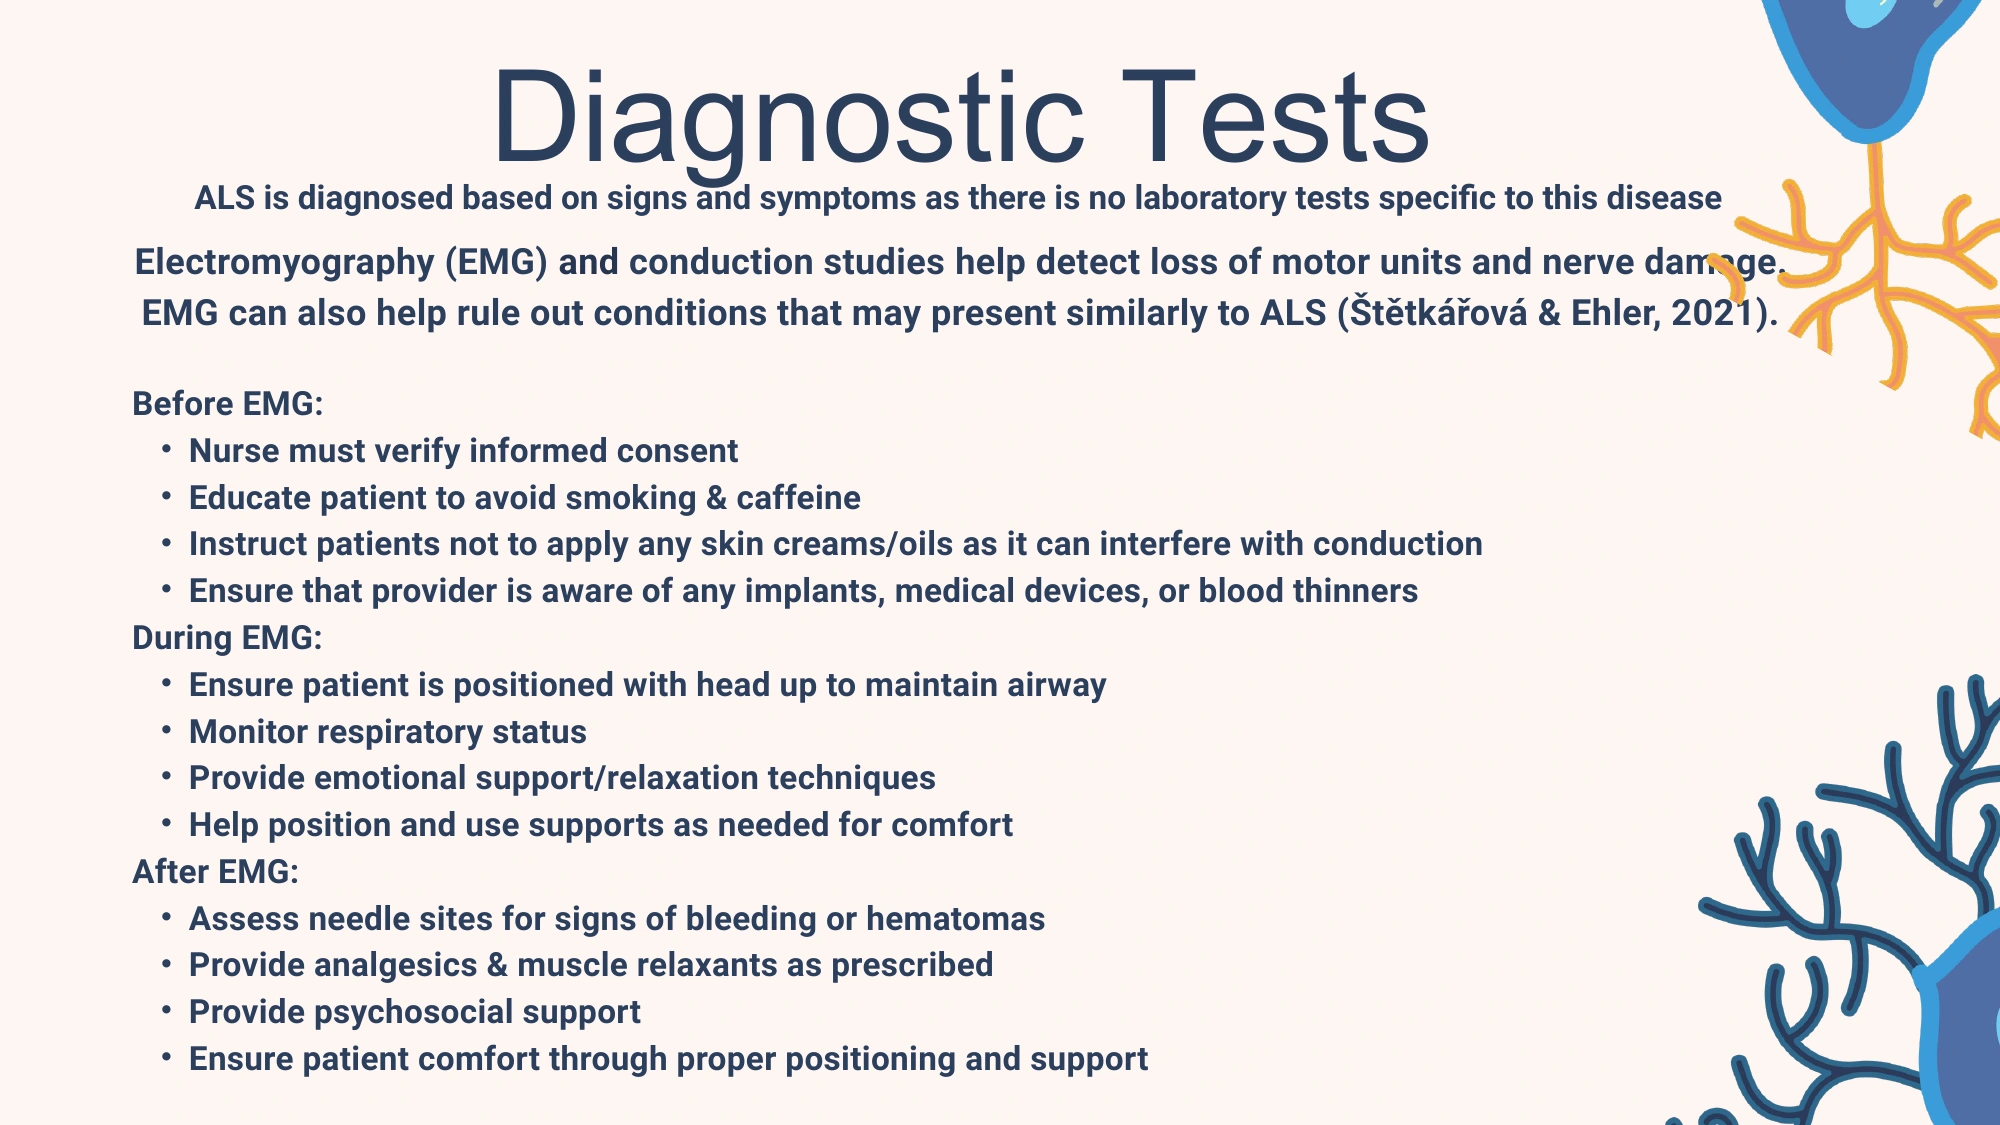 Diagnostic Tests
ALS is diagnosed based on signs and symptoms as there is no laboratory tests specific to this disease
Electromyography (EMG) and conduction studies help detect loss of motor units and nerve damage.
EMG can also help rule out conditions that may present similarly to ALS (Štětkářová & Ehler, 2021).
Before EMG:
• Nurse must verify informed consent
• Educate patient to avoid smoking & caffeine
• Instruct patients not to apply any skin creams/oils as it can interfere with conduction
• Ensure that provider is aware of any implants, medical devices, or blood thinners
During EMG:
• Ensure patient is positioned with head up to maintain airway
• Monitor respiratory status
• Provide emotional support/relaxation techniques
• Help position and use supports as needed for comfort
After EMG:
• Assess needle sites for signs of bleeding or hematomas
• Provide analgesics & muscle relaxants as prescribed
• Provide psychosocial support
• Ensure patient comfort through proper positioning and support